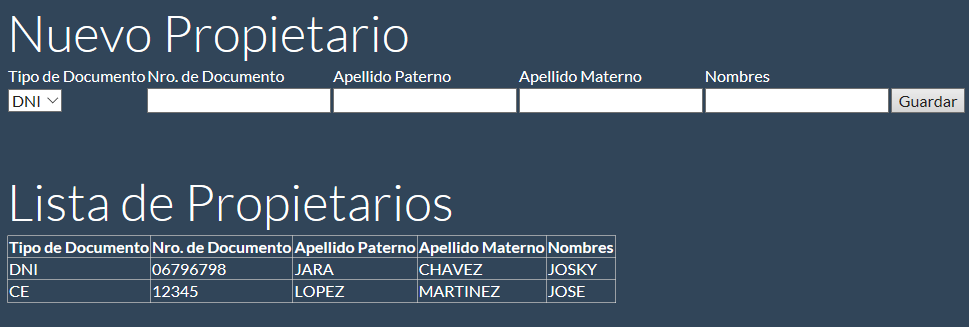 Nuevo Propietario
Tipo de Documento Nro. de Documento Apellido Paterno Apellido Materno Nombres
DNI Guardar
Lista de Propietarios
Tipo de Documento Nro. de Documento Apellido Paterno Apellido Materno Nombres
DNI 06796798 JARA CHAVEZ JOSKY
CE 12345 LOPEZ MARTINEZ JOSE